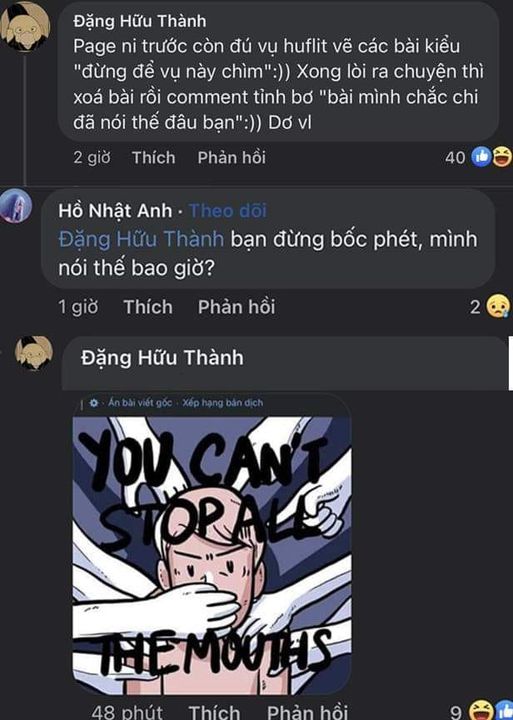 Đặng Hữu Thành
Page ni trước còn đú vụ huflit vẽ các bài kiểu
"đừng để vụ này chìm":)) Xong lòi ra chuyện thì
xoá bài rồi comment tỉnh bơ "bài mình chắc chi
đã nói thế đâu bạn":)) Dơ vl
2 giờ Thích Phản hồi 40
Hồ Nhật Anh · Theo dõi
Đặng Hữu Thành bạn đừng bốc phét, mình
nói thế bao giờ?
1 giờ Thích Phản hồi 2
Đặng Hữu Thành
· Ẩn bài viết gốc · Xếp hạng bản dịch
YOU CAN'T
STOP ALL
THE MOUTHS
48 phút Thích Phản hồi 9